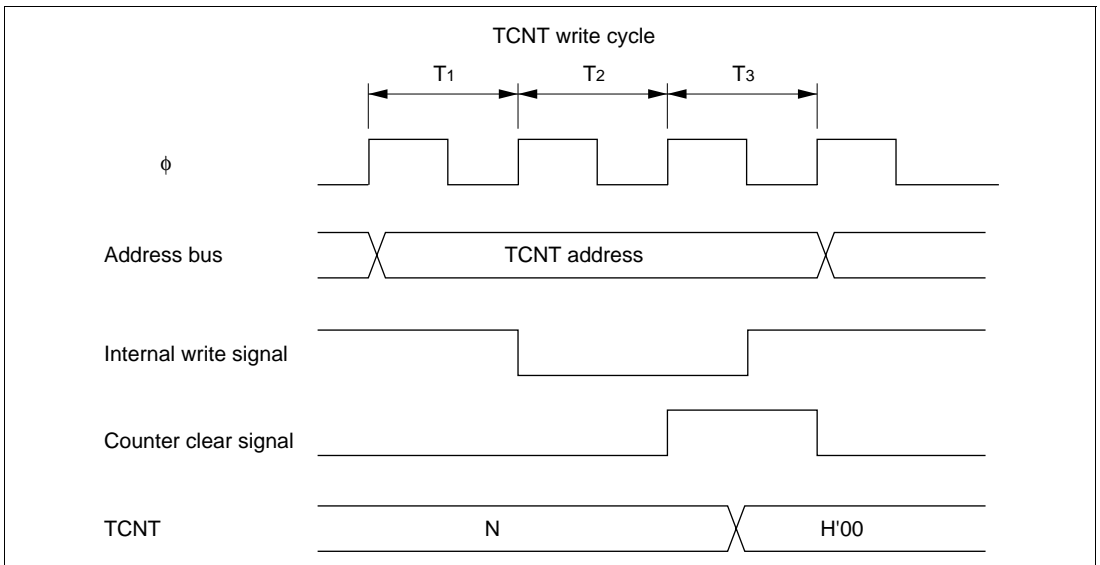 TCNT write cycle
T1 T2 T3
ϕ
Address bus TCNT address
Internal write signal
Counter clear signal
TCNT N H'00